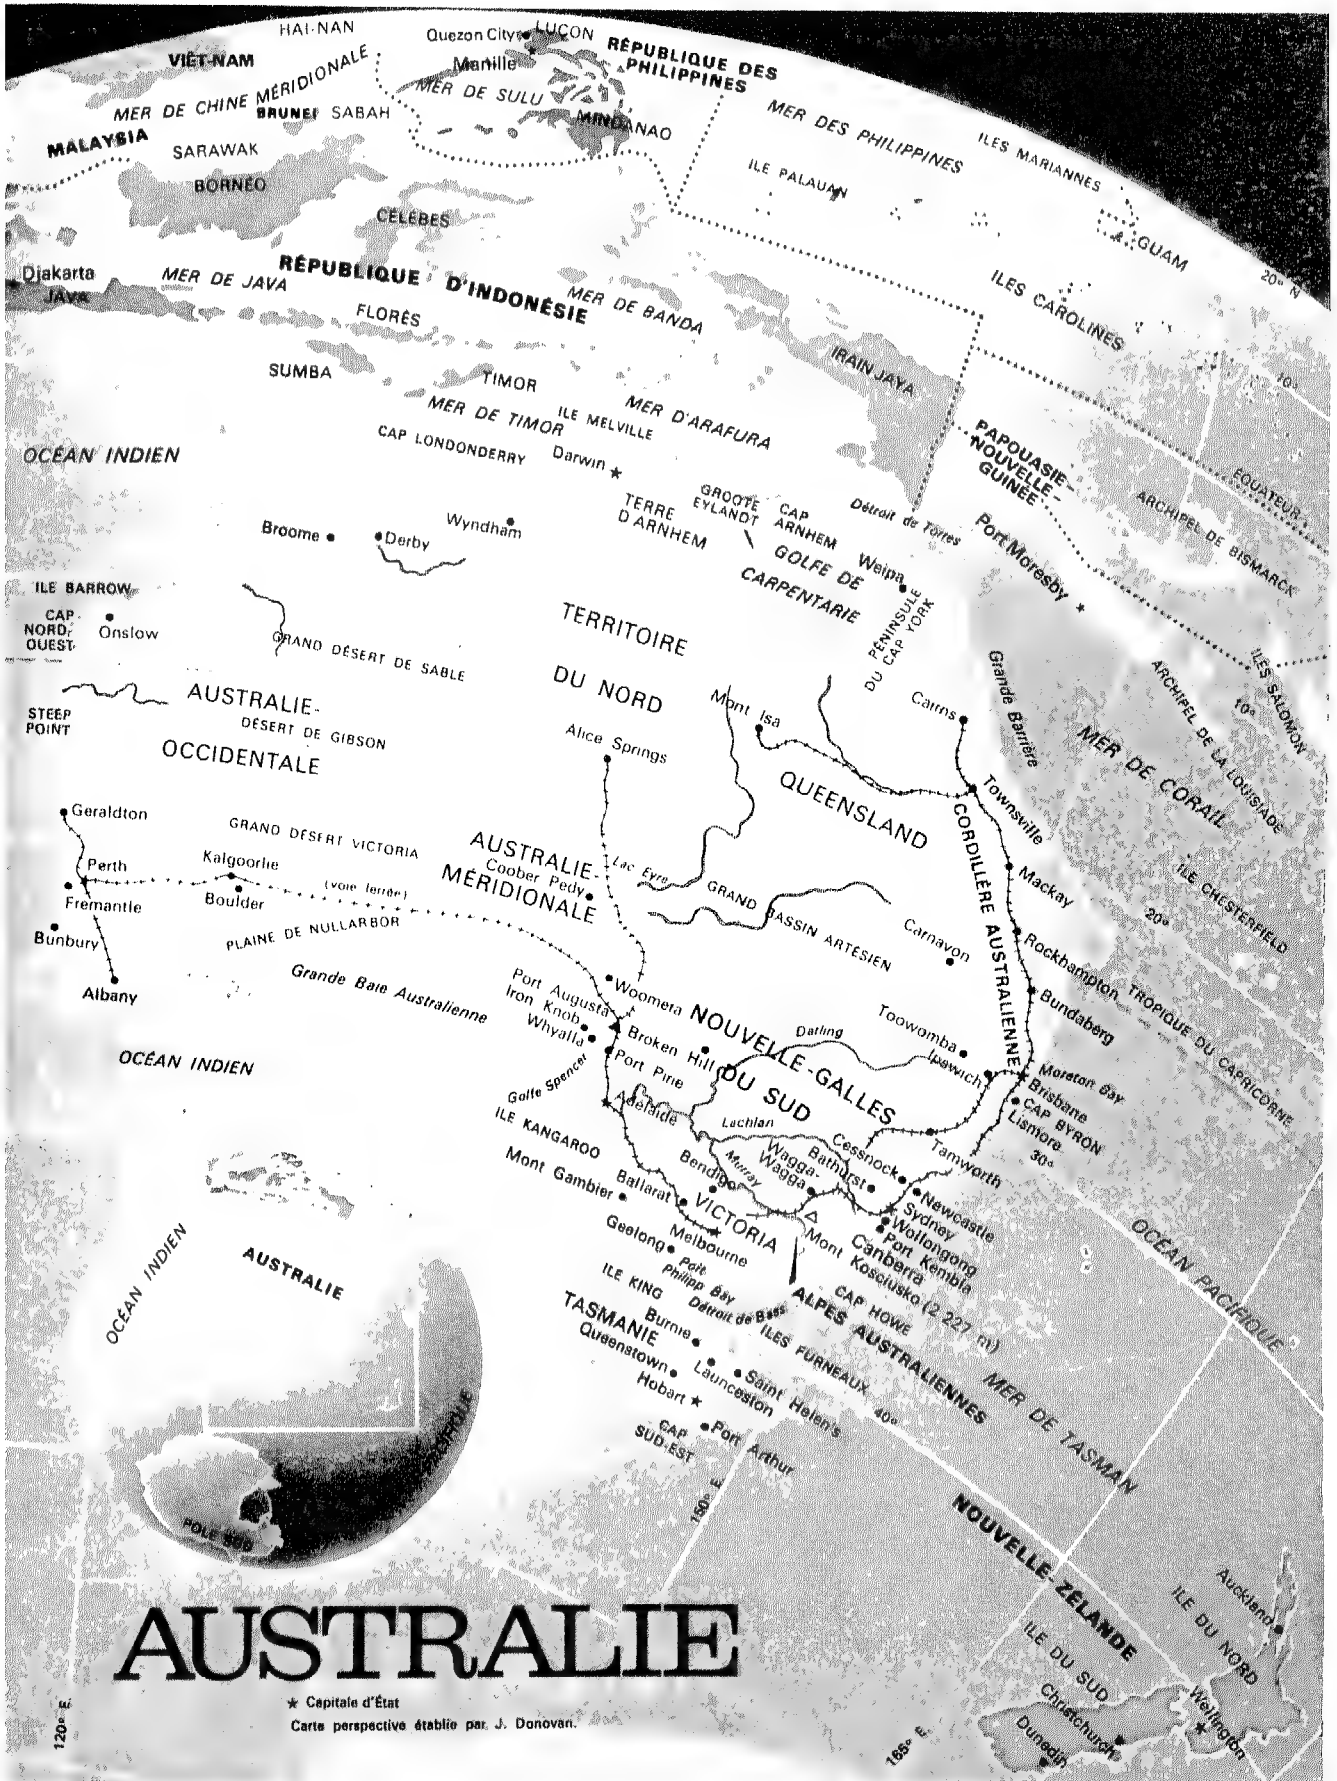 HAI-NAN
Quezon City
LUÇON
RÉPUBLIQUE DES
PHILIPPINES
VIÊT-NAM
Manille
MER DE CHINE MÉRIDIONALE
MER DE SULU
BRUNEI
SABAH
MINDANAO
MER DES PHILIPPINES
ILES MARIANNES
MALAYSIA
SARAWAK
ILE PALAUAN
BORNÉO
CÉLÈBES
GUAM
20° N
Djakarta
JAVA
MER DE JAVA
RÉPUBLIQUE D'INDONÉSIE
MER DE BANDA
ILES CAROLINES
FLORÈS
IRAIN JAYA
10°
SUMBA
TIMOR
MER DE TIMOR
ILE MELVILLE
MER D'ARAFURA
CAP LONDONDERRY
Darwin
PAPOUASIE-
NOUVELLE-
GUINÉE
ÉQUATEUR
OCÉAN INDIEN
GROOTE
EYLANDT
CAP
ARNHEM
Détroit de Torres
ARCHIPEL DE BISMARCK
TERRE
D'ARNHEM
Wyndham
Broome
Derby
GOLFE DE
CARPENTARIE
Weipa
Port Moresby
ILE BARROW
CAP
NORD-
OUEST
Onslow
TERRITOIRE
DU NORD
PÉNINSULE
DU CAP YORK
GRAND DÉSERT DE SABLE
Grande Barrière
ILES SALOMON
ARCHIPEL DE LA LOUISIADE
10°
AUSTRALIE-
OCCIDENTALE
DÉSERT DE GIBSON
STEEP
POINT
Mont Isa
Cairns
MER DE CORAIL
Alice Springs
QUEENSLAND
Townsville
Geraldton
GRAND DÉSERT VICTORIA
AUSTRALIE-
MÉRIDIONALE
Coober Pedy
Lac Eyre
CORDILLÈRE AUSTRALIENNE
Mackay
ILE CHESTERFIELD
Perth
Kalgoorlie
(voie ferrée)
Fremantle
Boulder
GRAND BASSIN ARTÉSIEN
20°
Carnavon
Rockhampton
TROPIQUE DU CAPRICORNE
Bunbury
PLAINE DE NULLARBOR
Albany
Grande Baie Australienne
Port Augusta
Iron Knob
Whyalla
Woomera
NOUVELLE-GALLES
DU SUD
Darling
Toowomba
Ipswich
Bundaberg
OCÉAN INDIEN
Broken Hill
Port Pirie
Golfe Spencer
Adelaide
Moreton Bay
Brisbane
CAP BYRON
Lismore
30°
ILE KANGAROO
Lachlan
Cessnock
Tamworth
Mont Gambier
Ballarat
Bendigo
Murray
Wagga-
Wagga
Bathurst
Newcastle
Sydney
Wollongong
Port Kembla
Canberra
VICTORIA
Geelong
Melbourne
Port
Philipp Bay
Mont Kosciusko (2 227 m)
OCÉAN PACIFIQUE
OCÉAN INDIEN
AUSTRALIE
ILE KING
Détroit de Bass
CAP HOWE
ALPES AUSTRALIENNES
TASMANIE
Burnie
ILES FURNEAUX
Queenstown
Launceston
Saint Helen's
Hobart
MER DE TASMAN
40°
CAP
SUD-EST
Port Arthur
150° E.
PACIFIQUE
POLE SUD
NOUVELLE-ZÉLANDE
Auckland
ILE DU NORD
ILE DU SUD
Christchurch
Dunedin
Wellington
165° E.
120° E.
AUSTRALIE
★ Capitale d'État
Carte perspective établie par J. Donovan.